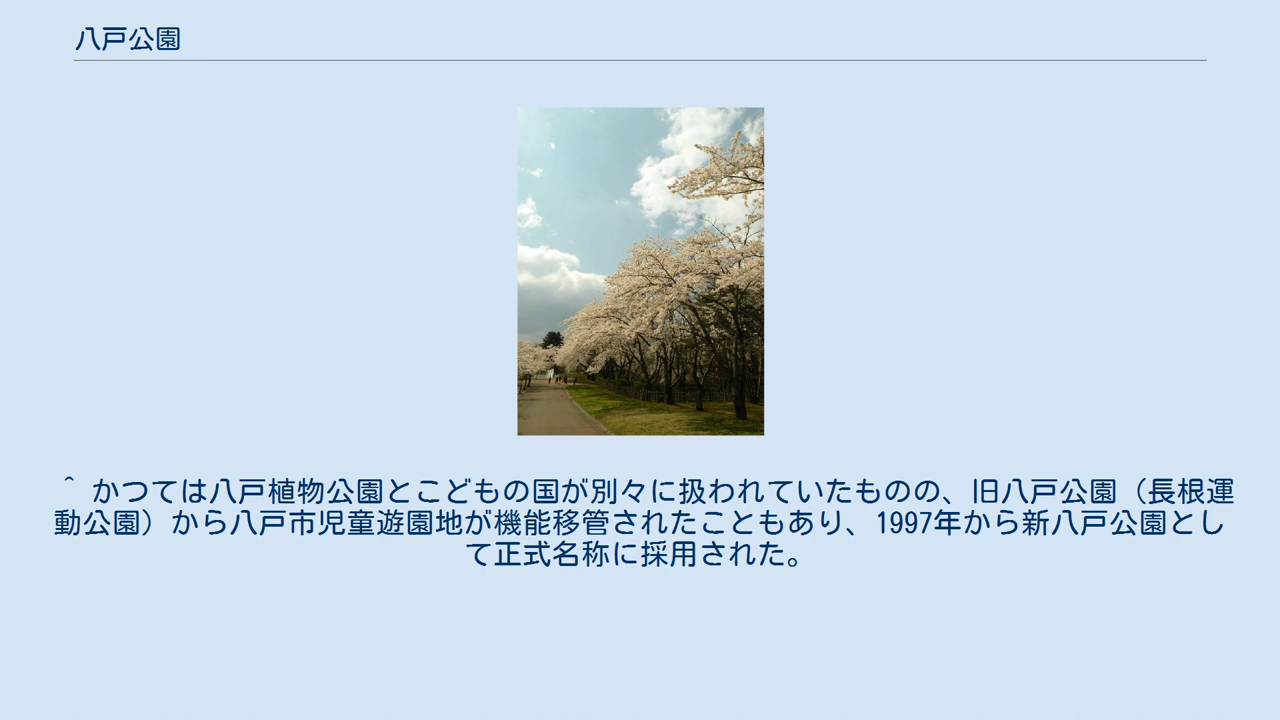 八戸公園
^ かつては八戸植物公園とこどもの国が別々に扱われていたものの、旧八戸公園（長根運
動公園）から八戸市児童遊園地が機能移管されたこともあり、1997年から新八戸公園とし
て正式名称に採用された。